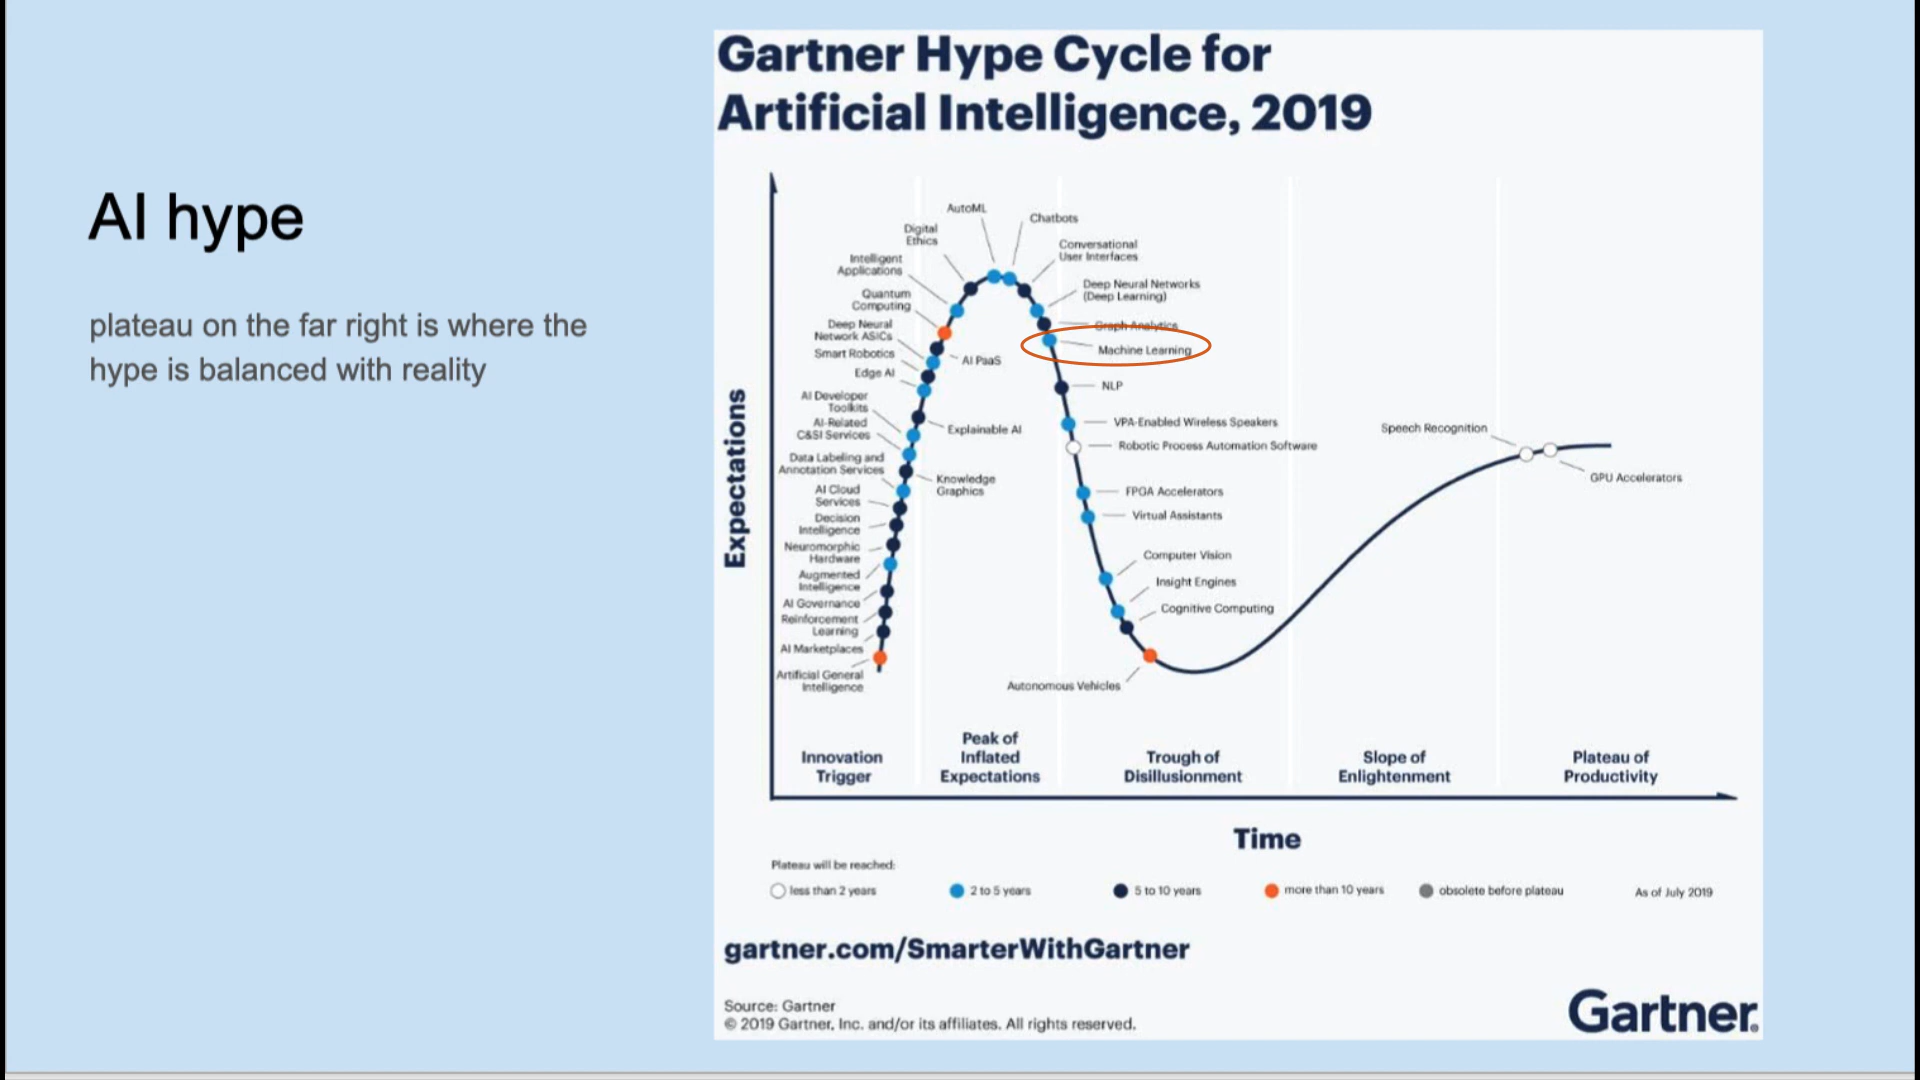 AI hype
plateau on the far right is where the
hype is balanced with reality
Gartner Hype Cycle for
Artificial Intelligence, 2019
Expectations
AutoML
Chatbots
Digital
Ethics
Conversational
User Interfaces
Intelligent
Applications
Deep Neural Networks
(Deep Learning)
Quantum
Computing
Graph Analytics
Deep Neural
Network ASICs
Machine Learning
Smart Robotics
AI PaaS
Edge AI
NLP
AI Developer
Toolkits
VPA-Enabled Wireless Speakers
AI-Related
C&SI Services
Explainable AI
Robotic Process Automation Software
Speech Recognition
Data Labeling and
Annotation Services
Knowledge
Graphics
GPU Accelerators
AI Cloud
Services
FPGA Accelerators
Decision
Intelligence
Virtual Assistants
Neuromorphic
Hardware
Computer Vision
Augmented
Intelligence
Insight Engines
AI Governance
Cognitive Computing
Reinforcement
Learning
AI Marketplaces
Artificial General
Intelligence
Autonomous Vehicles
Innovation
Trigger
Peak of
Inflated
Expectations
Trough of
Disillusionment
Slope of
Enlightenment
Plateau of
Productivity
Time
Plateau will be reached:
less than 2 years
2 to 5 years
5 to 10 years
more than 10 years
obsolete before plateau
As of July 2019
gartner.com/SmarterWithGartner
Source: Gartner
© 2019 Gartner, Inc. and/or its affiliates. All rights reserved.
Gartner®